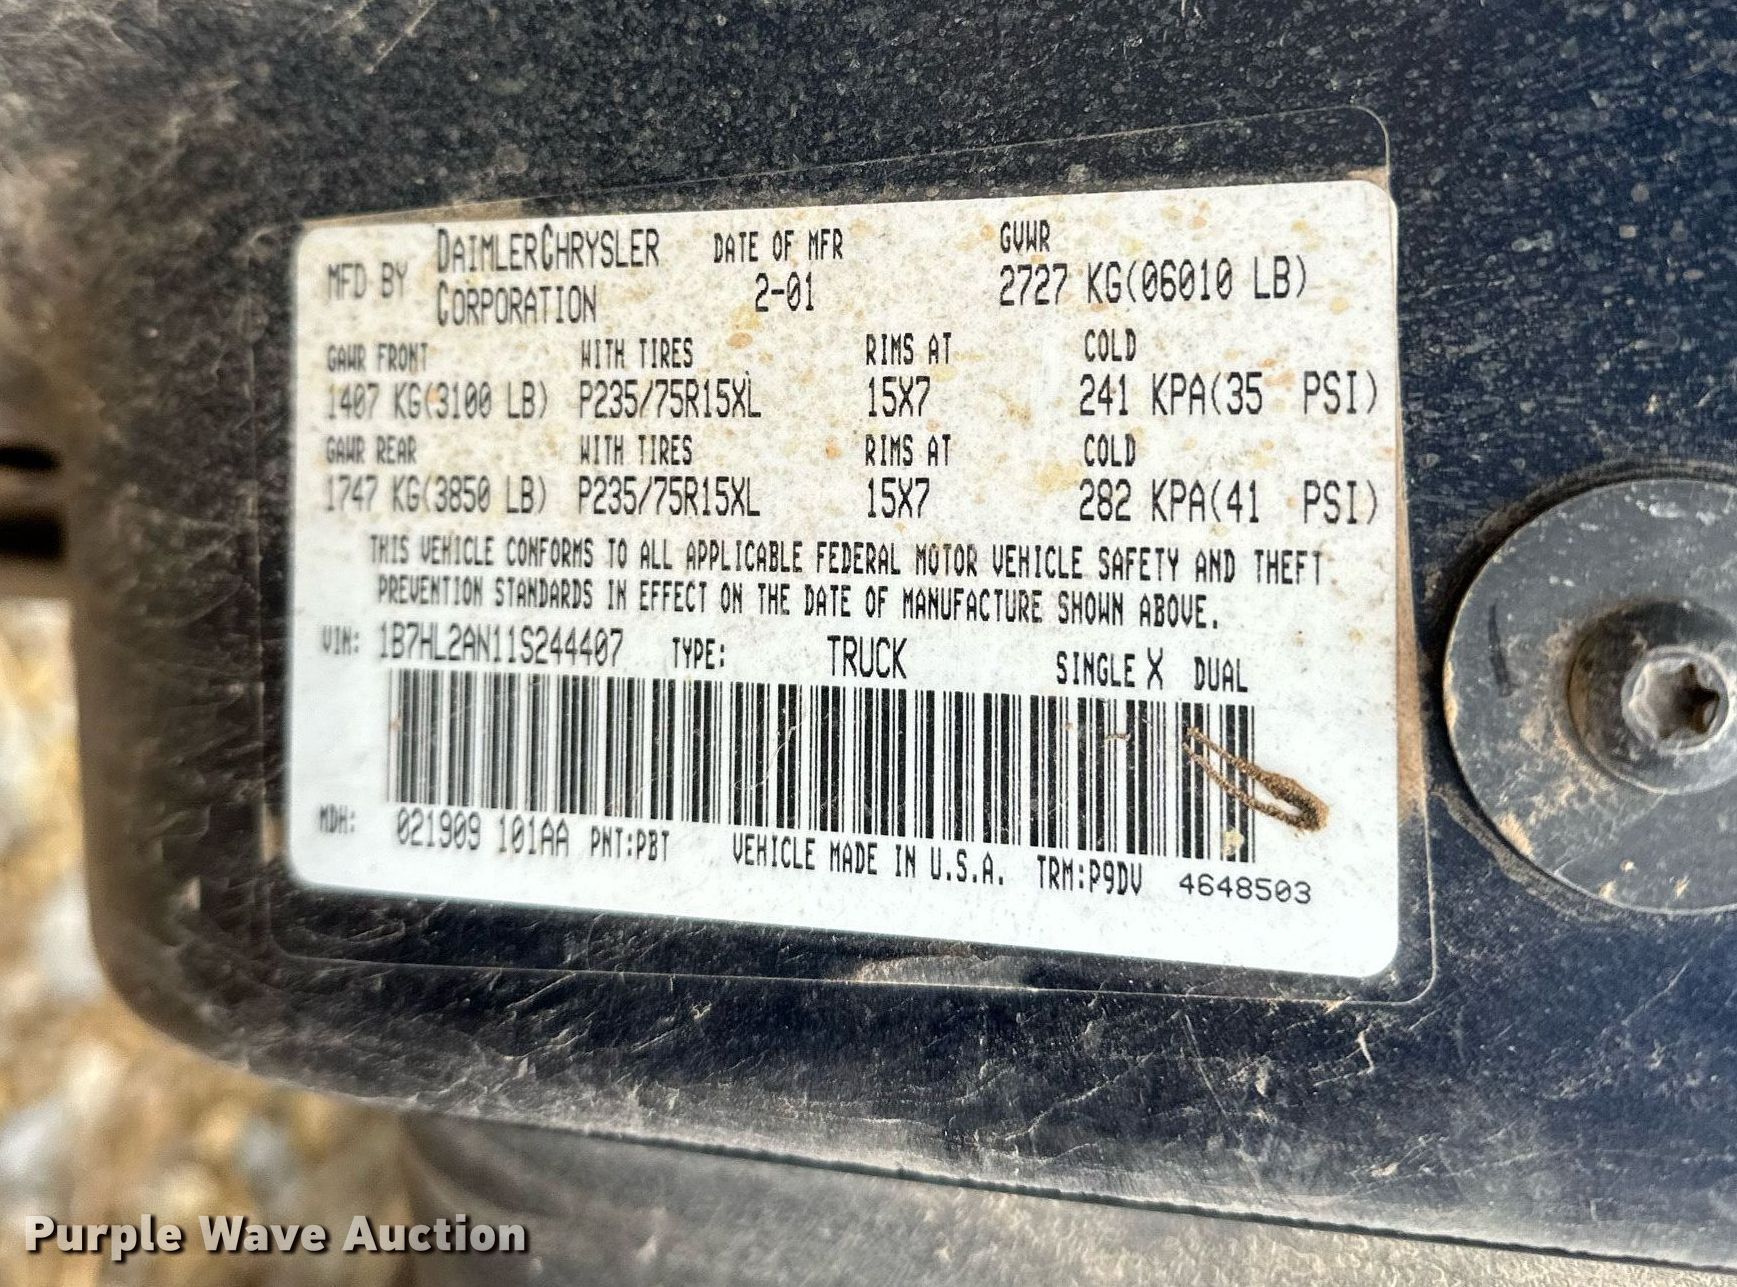 MFD BY DAIMLERCHRYSLER CORPORATION DATE OF MFR 2-01 GVWR 2727 KG(06010 LB)
GAWR FRONT WITH TIRES RIMS AT COLD
1407 KG(3100 LB) P235/75R15XL 15X7 241 KPA(35 PSI)
GAWR REAR WITH TIRES RIMS AT COLD
1747 KG(3850 LB) P235/75R15XL 15X7 282 KPA(41 PSI)
THIS VEHICLE CONFORMS TO ALL APPLICABLE FEDERAL MOTOR VEHICLE SAFETY AND THEFT
PREVENTION STANDARDS IN EFFECT ON THE DATE OF MANUFACTURE SHOWN ABOVE.
VIN: 1B7HL2AN11S244407 TYPE: TRUCK SINGLE X DUAL
MDH: 021909 101AA PNT:PBT VEHICLE MADE IN U.S.A. TRM:P9DV 4648503
Purple Wave Auction